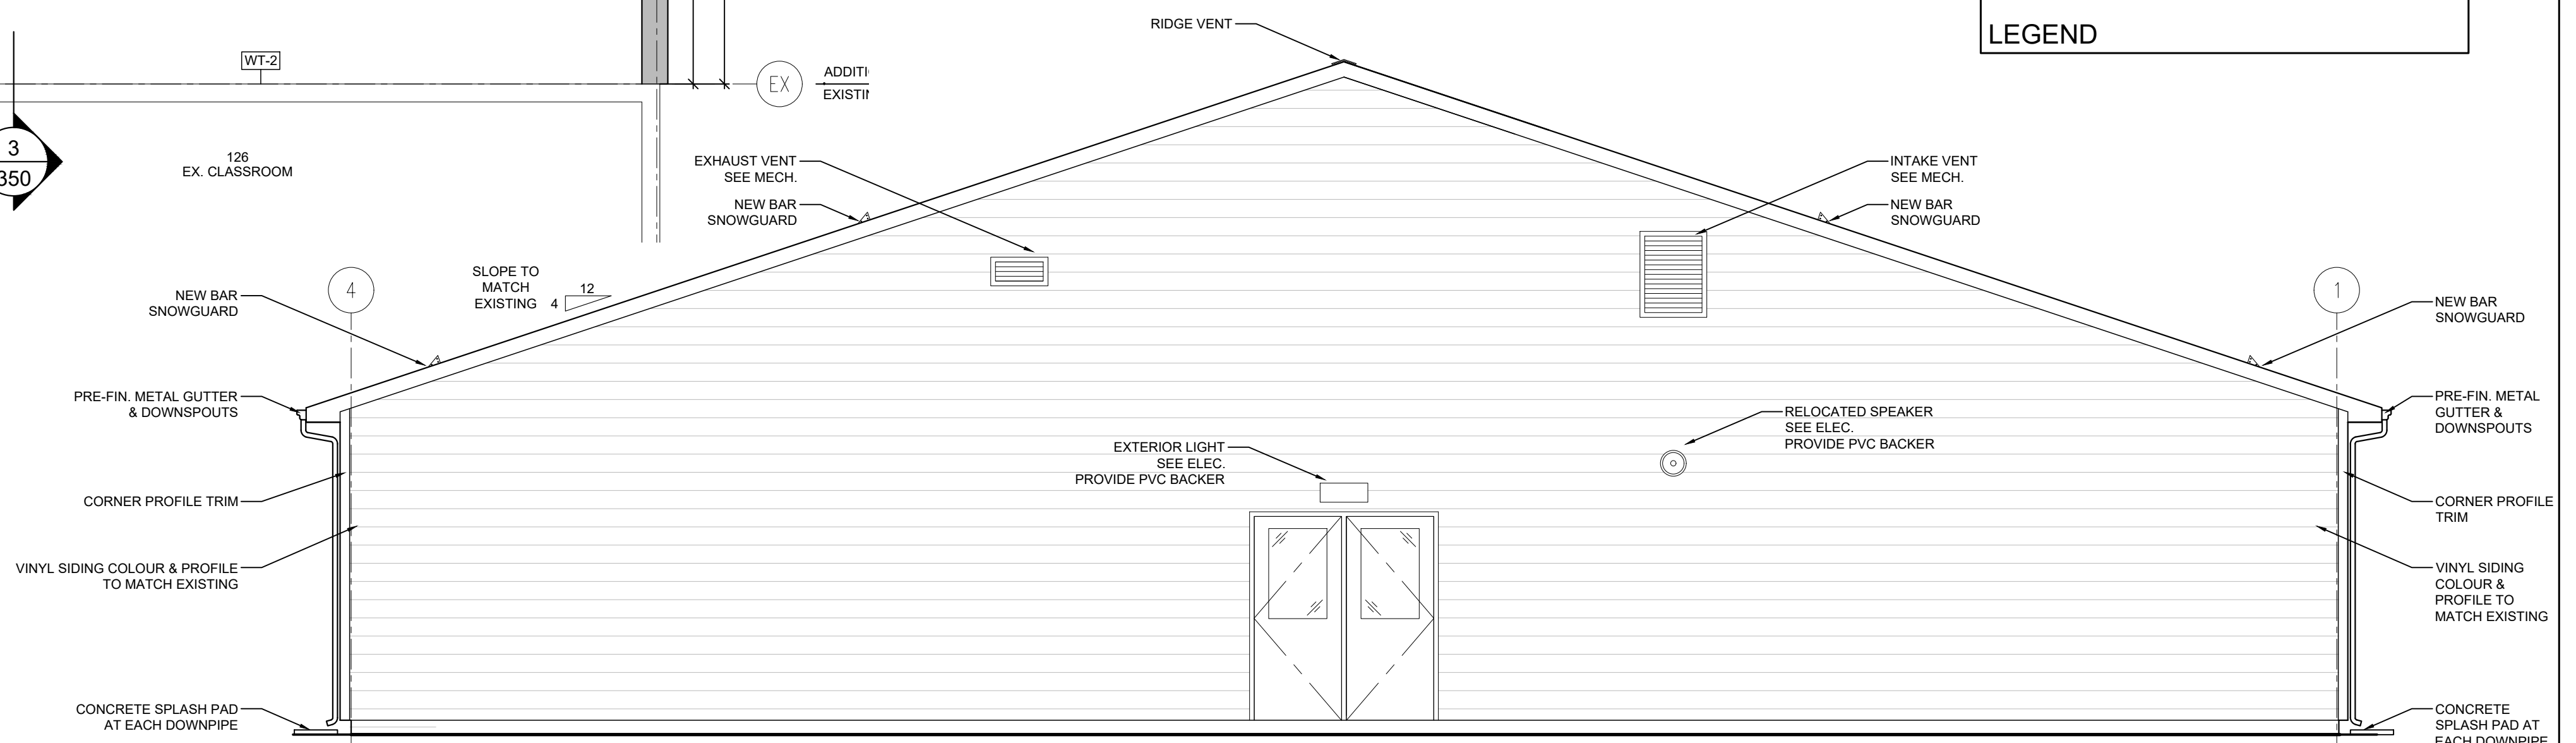 LEGEND
WT-2
EX
3
350
126
EX. CLASSROOM
RIDGE VENT
EXHAUST VENT
SEE MECH.
NEW BAR
SNOWGUARD
INTAKE VENT
SEE MECH.
NEW BAR
SNOWGUARD
SLOPE TO
MATCH
EXISTING
12
4
4
1
NEW BAR
SNOWGUARD
NEW BAR
SNOWGUARD
PRE-FIN. METAL GUTTER
& DOWNSPOUTS
PRE-FIN. METAL
GUTTER &
DOWNSPOUTS
EXTERIOR LIGHT
SEE ELEC.
PROVIDE PVC BACKER
RELOCATED SPEAKER
SEE ELEC.
PROVIDE PVC BACKER
CORNER PROFILE TRIM
CORNER PROFILE
TRIM
VINYL SIDING COLOUR & PROFILE
TO MATCH EXISTING
VINYL SIDING
COLOUR &
PROFILE TO
MATCH EXISTING
CONCRETE SPLASH PAD
AT EACH DOWNPIPE
CONCRETE
SPLASH PAD AT
EACH DOWNPIPE